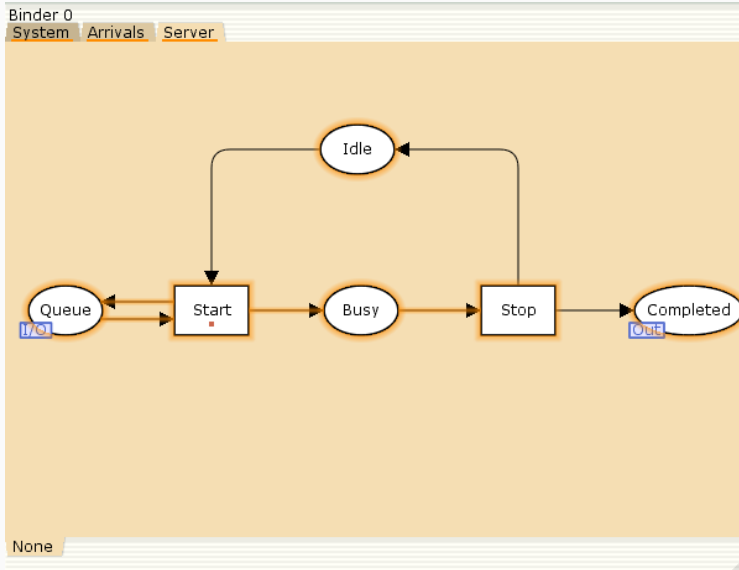 Binder 0
System Arrivals Server
Idle
Queue Start Busy Stop Completed
I/O Out
None